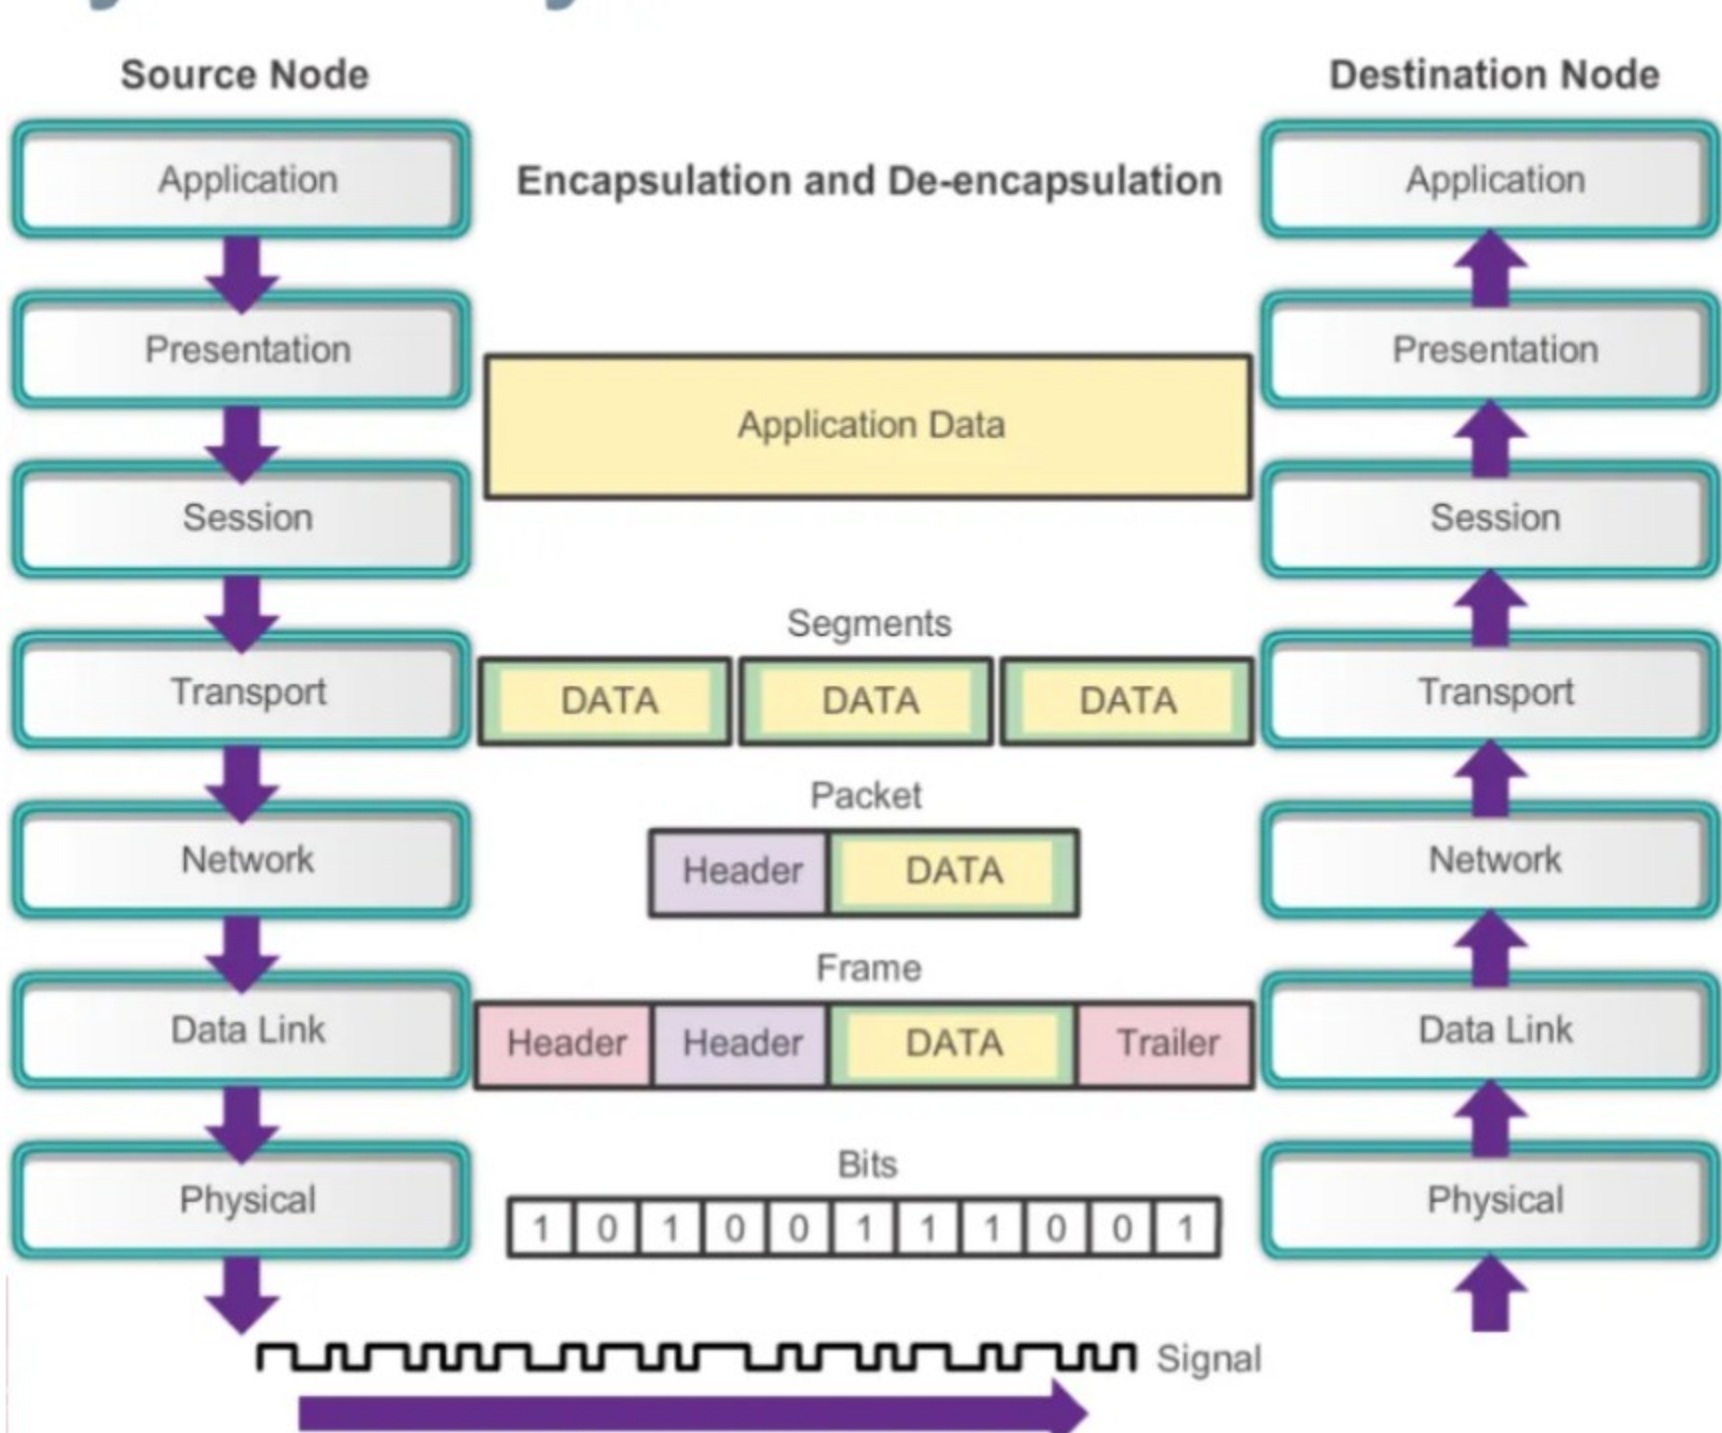 Source Node
Destination Node
Application
Encapsulation and De-encapsulation
Application
Presentation
Presentation
Application Data
Session
Session
Segments
Transport
DATA
DATA
DATA
Transport
Packet
Network
Header
DATA
Network
Frame
Data Link
Header
Header
DATA
Trailer
Data Link
Bits
Physical
1 0 1 0 0 1 1 1 0 0 1
Physical
Signal